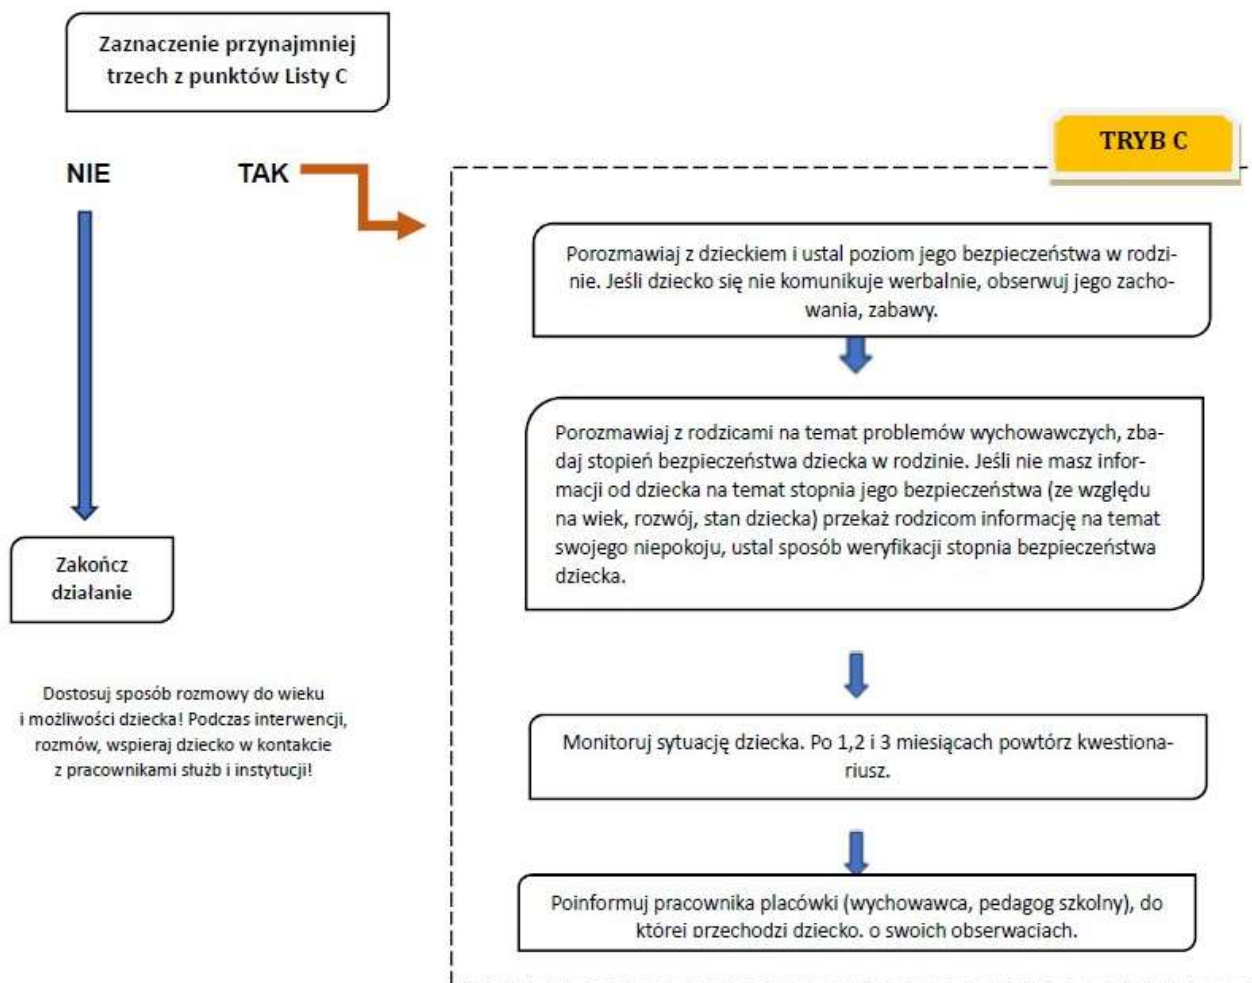 Zaznaczenie przynajmniej
trzech z punktów Listy C
NIE
TAK
TRYB C
Porozmawiaj z dzieckiem i ustal poziom jego bezpieczeństwa w rodzi-
nie. Jeśli dziecko się nie komunikuje werbalnie, obserwuj jego zacho-
wania, zabawy.
Porozmawiaj z rodzicami na temat problemów wychowawczych, zba-
daj stopień bezpieczeństwa dziecka w rodzinie. Jeśli nie masz infor-
macji od dziecka na temat stopnia jego bezpieczeństwa (ze względu
na wiek, rozwój, stan dziecka) przekaż rodzicom informację na temat
swojego niepokoju, ustal sposób weryfikacji stopnia bezpieczeństwa
dziecka.
Zakończ
działanie
Dostosuj sposób rozmowy do wieku
i możliwości dziecka! Podczas interwencji,
rozmów, wspieraj dziecko w kontakcie
z pracownikami służb i instytucji!
Monitoruj sytuację dziecka. Po 1,2 i 3 miesiącach powtórz kwestiona-
riusz.
Poinformuj pracownika placówki (wychowawca, pedagog szkolny), do
której przechodzi dziecko. o swoich obserwacjach.